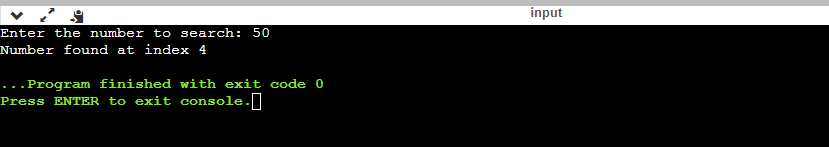 input
Enter the number to search: 50
Number found at index 4
...Program finished with exit code 0
Press ENTER to exit console.